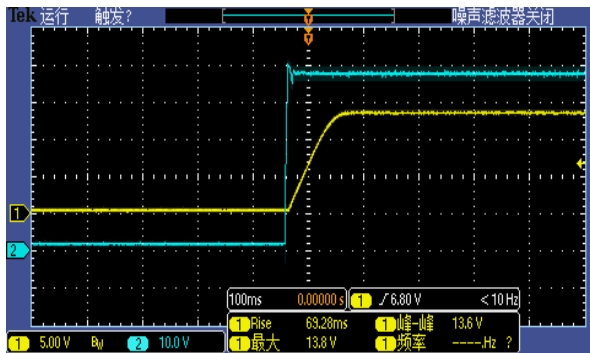 Tek 运行 触发? 噪声滤波器关闭
1
2
100ms 0.00000 s 1 6.80 V < 10 Hz
1 Rise 69.28ms 1 峰-峰 13.6 V
1 最大 13.8 V 1 频率 ----.Hz ?
1 5.00 V BW 2 10.0 V